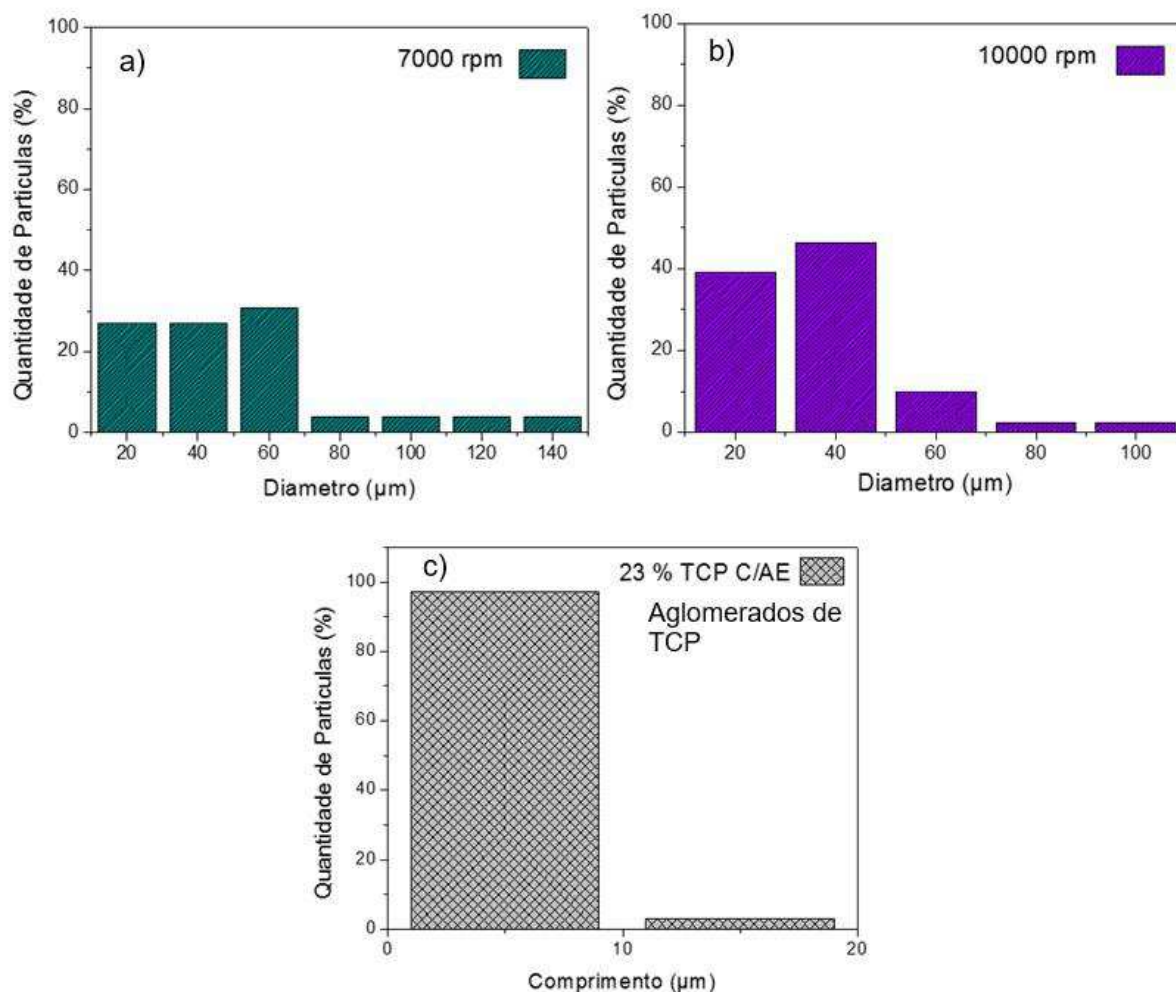 a)
7000 rpm
Quantidade de Particulas (%)
100
80
60
40
20
0
20 40 60 80 100 120 140
Diametro (µm)
b)
10000 rpm
Quantidade de Particulas (%)
100
80
60
40
20
0
20 40 60 80 100
Diametro (µm)
c)
23 % TCP C/AE
Aglomerados de
TCP
Quantidade de Particulas (%)
100
80
60
40
20
0
0 10 20
Comprimento (µm)